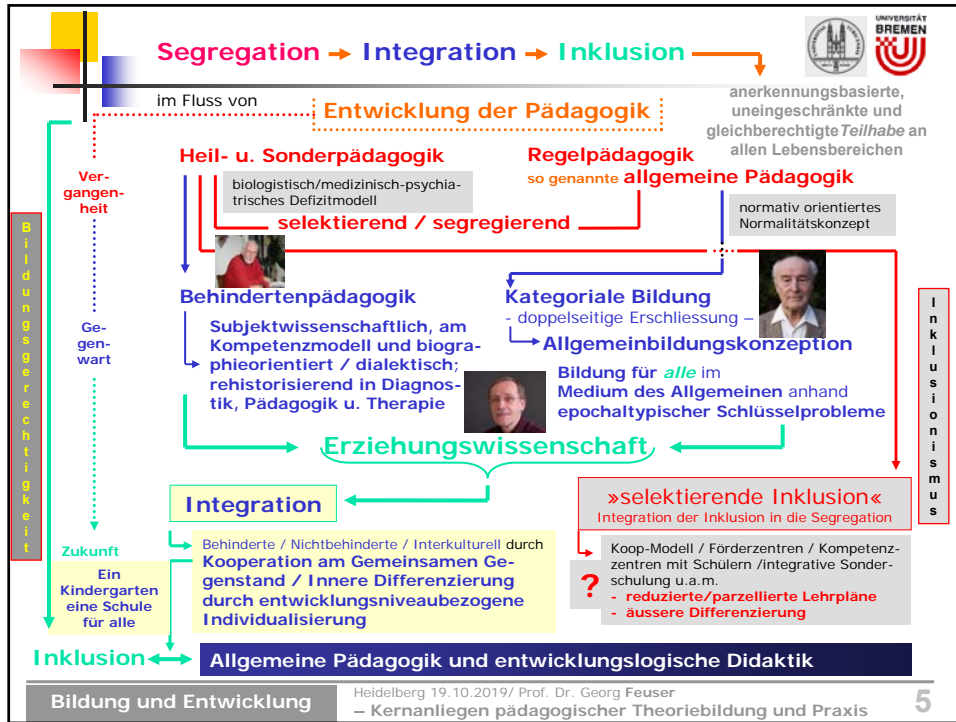 Segregation → Integration → Inklusion
UNIVERSITÄT
BREMEN
anerkennungsbasierte,
uneingeschränkte und
gleichberechtigte Teilhabe an
allen Lebensbereichen
im Fluss von
Entwicklung der Pädagogik
Ver-
gangen-
heit
Heil- u. Sonderpädagogik
biologistisch/medizinisch-psychia-
trisches Defizitmodell
Regelpädagogik
so genannte allgemeine Pädagogik
selektierend / segregierend
normativ orientiertes
Normalitätskonzept
Bildungsgerechtigkeit
Ge-
gen-
wart
Behindertenpädagogik
Subjektwissenschaftlich, am
Kompetenzmodell und biogra-
phieorientiert / dialektisch;
rehistorisierend in Diagnos-
tik, Pädagogik u. Therapie
Kategoriale Bildung
- doppelseitige Erschliessung –
Allgemeinbildungskonzeption
Bildung für alle im
Medium des Allgemeinen anhand
epochaltypischer Schlüsselprobleme
Inklusionismus
Erziehungswissenschaft
Integration
»selektierende Inklusion«
Integration der Inklusion in die Segregation
Zukunft
Ein
Kindergarten
eine Schule
für alle
Behinderte / Nichtbehinderte / Interkulturell durch
Kooperation am Gemeinsamen Ge-
genstand / Innere Differenzierung
durch entwicklungsniveaubezogene
Individualisierung
?
Koop-Modell / Förderzentren / Kompetenz-
zentren mit Schülern /integrative Sonder-
schulung u.a.m.
- reduzierte/parzellierte Lehrpläne
- äussere Differenzierung
Inklusion
Allgemeine Pädagogik und entwicklungslogische Didaktik
Bildung und Entwicklung
Heidelberg 19.10.2019/ Prof. Dr. Georg Feuser
– Kernanliegen pädagogischer Theoriebildung und Praxis
5